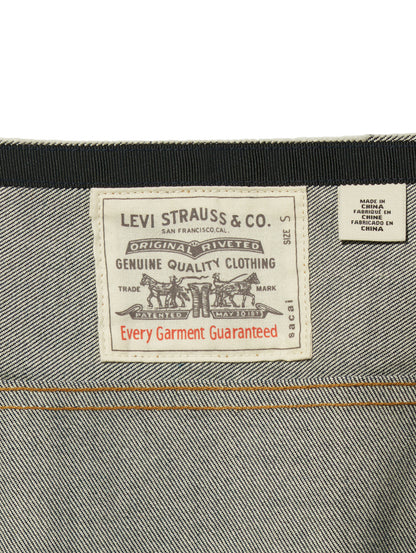 LEVI STRAUSS & CO.
SAN FRANCISCO, CAL.
ORIGINAL RIVETED
GENUINE QUALITY CLOTHING
TRADE MARK
PATENTED MAY 20 1873
Every Garment Guaranteed
SIZE S
sacai
MADE IN
CHINA
FABRIQUÉ EN
CHINE
FABRICADO EN
CHINA